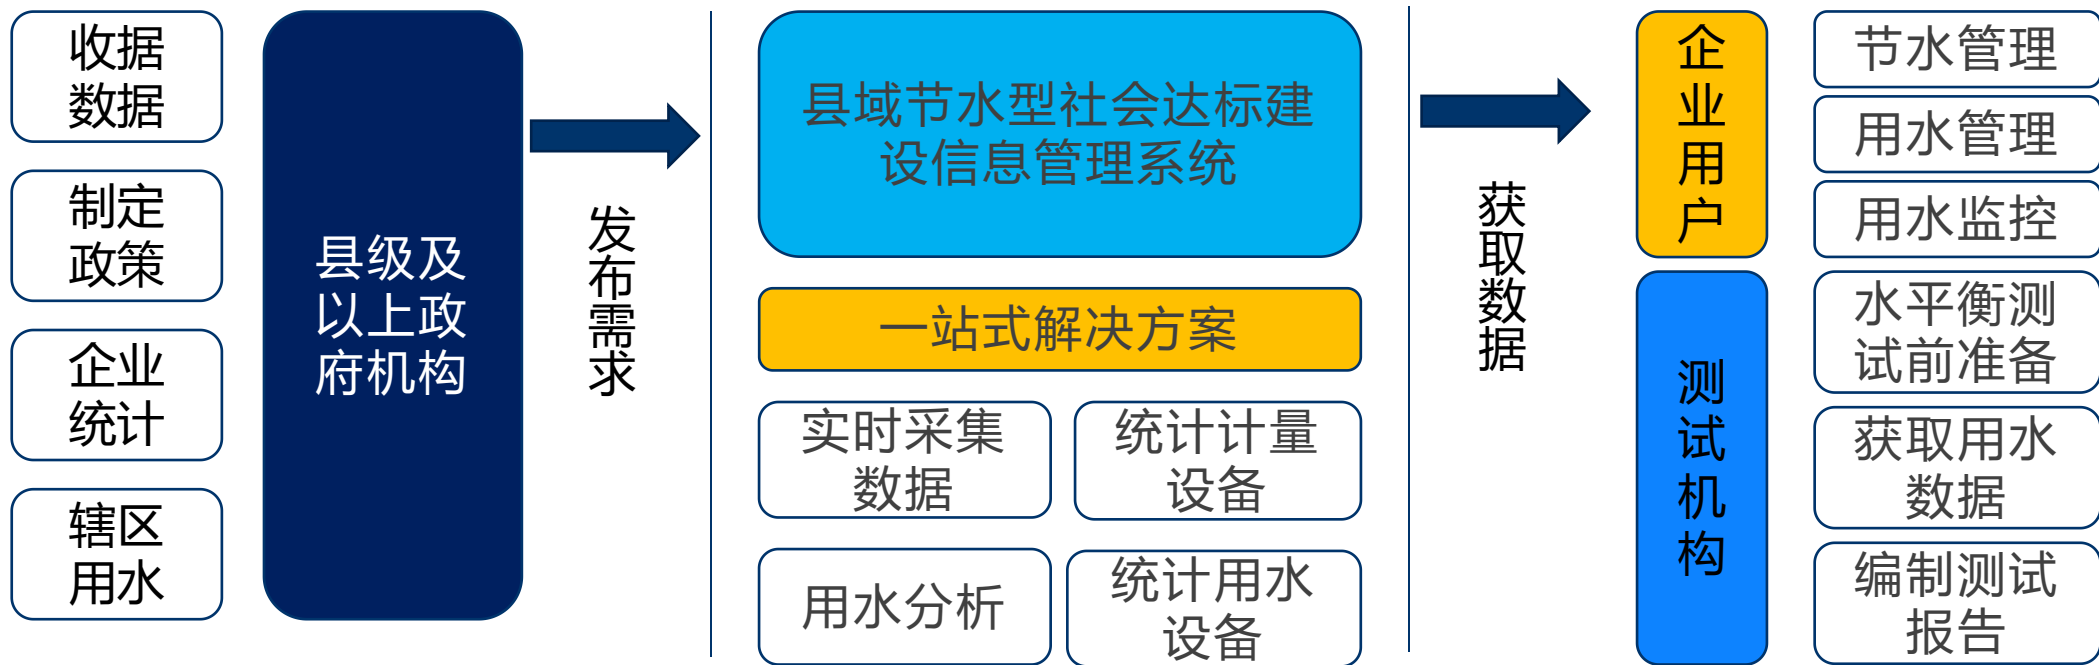 收据
数据
制定
政策
企业
统计
辖区
用水
县级及
以上政
府机构
发布需求
县域节水型社会达标建
设信息管理系统
一站式解决方案
实时采集
数据
统计计量
设备
用水分析
统计用水
设备
获取数据
企业用户
测试机构
节水管理
用水管理
用水监控
水平衡测
试前准备
获取用水
数据
编制测试
报告